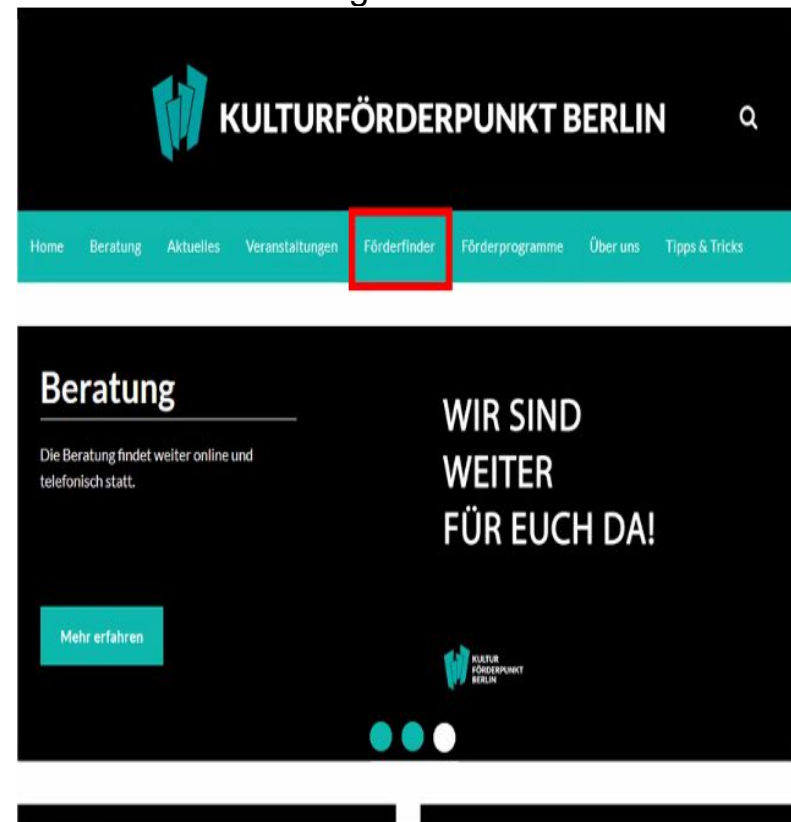 KULTURFÖRDERPUNKT BERLIN
Home Beratung Aktuelles Veranstaltungen Förderfinder Förderprogramme Über uns Tipps & Tricks
Beratung
Die Beratung findet weiter online und
telefonisch statt.
Mehr erfahren
WIR SIND
WEITER
FÜR EUCH DA!
KULTUR
FÖRDERPUNKT
BERLIN